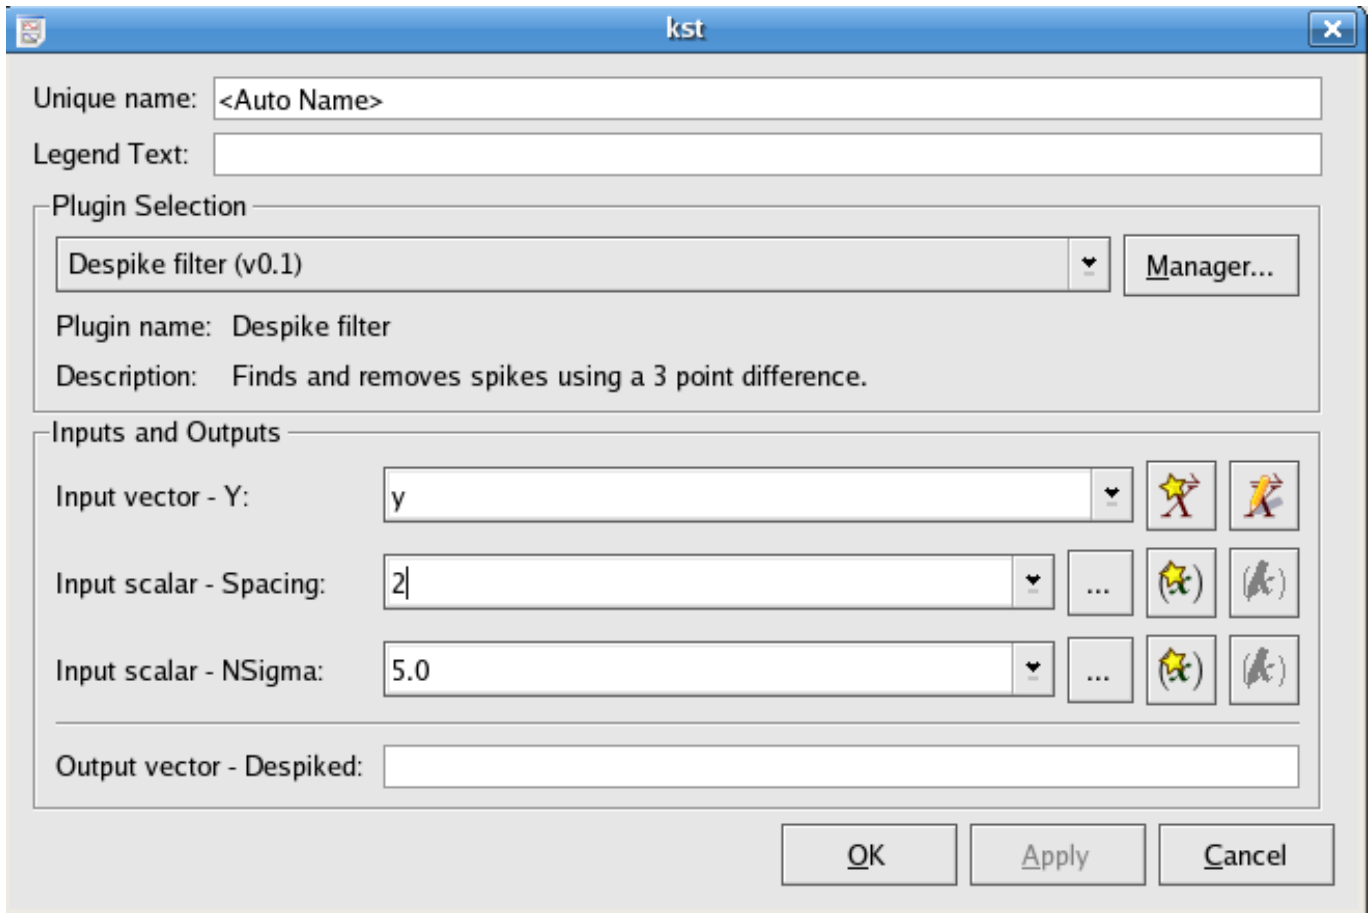 kst
Unique name: <Auto Name>
Legend Text:
Plugin Selection
Despike filter (v0.1) Manager...
Plugin name: Despike filter
Description: Finds and removes spikes using a 3 point difference.
Inputs and Outputs
Input vector - Y: y
Input scalar - Spacing: 2 ...
Input scalar - NSigma: 5.0 ...
Output vector - Despiked:
OK Apply Cancel